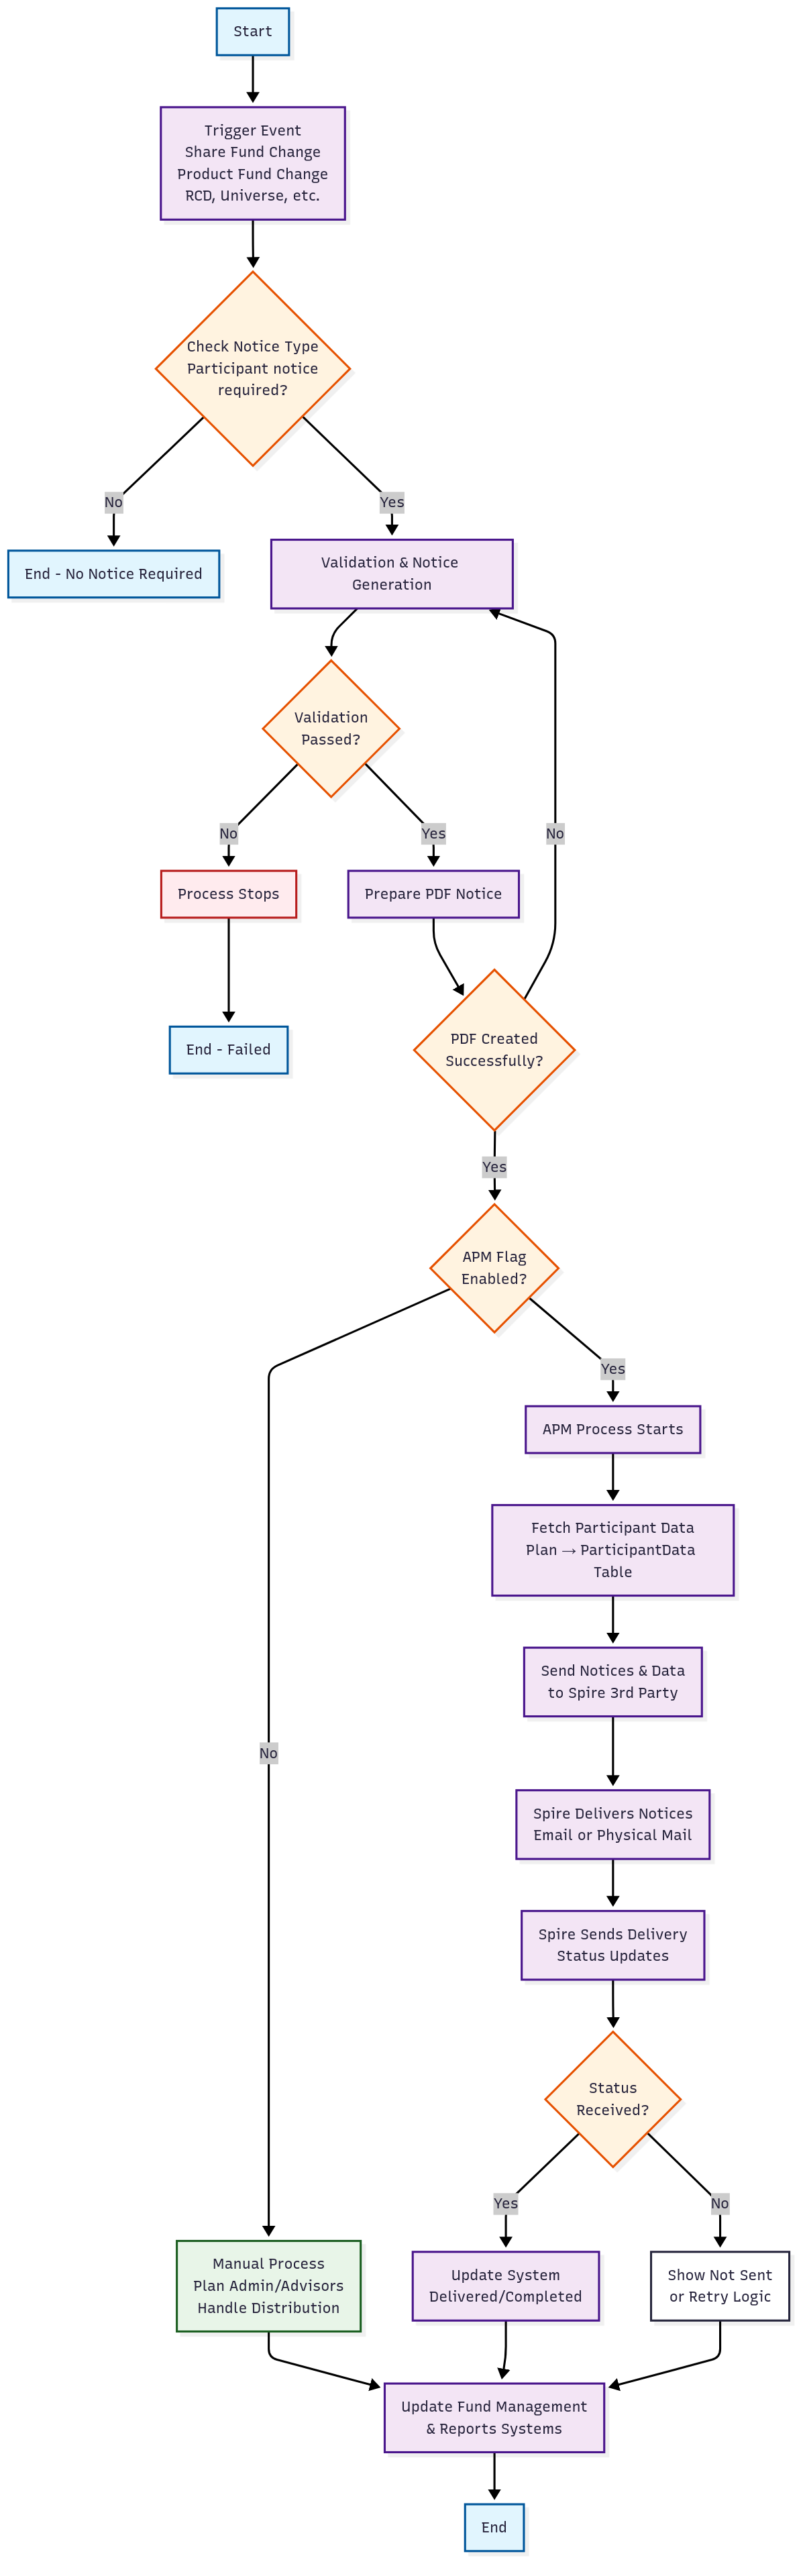 Start
Trigger Event
Share Fund Change
Product Fund Change
RCD, Universe, etc.
Check Notice Type
Participant notice
required?
No
Yes
End - No Notice Required
Validation & Notice
Generation
Validation
Passed?
No
Yes
No
Process Stops
Prepare PDF Notice
End - Failed
PDF Created
Successfully?
Yes
APM Flag
Enabled?
Yes
APM Process Starts
Fetch Participant Data
Plan → ParticipantData
Table
Send Notices & Data
to Spire 3rd Party
No
Spire Delivers Notices
Email or Physical Mail
Spire Sends Delivery
Status Updates
Status
Received?
Yes
No
Manual Process
Plan Admin/Advisors
Handle Distribution
Update System
Delivered/Completed
Show Not Sent
or Retry Logic
Update Fund Management
& Reports Systems
End